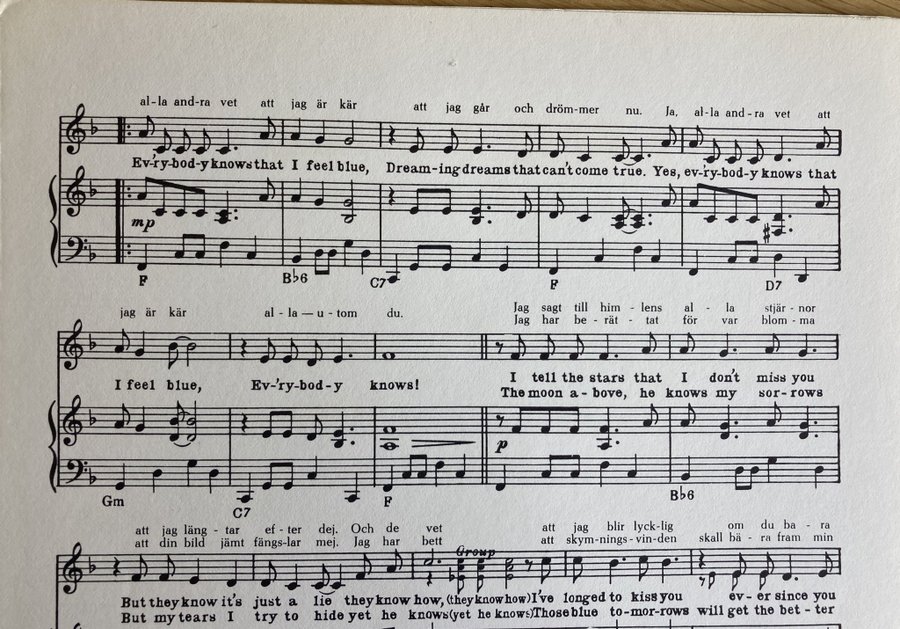 al-la and-ra vet att jag är kär att jag går och dröm-mer nu. Ja, al-la and-ra vet att
Ev-'ry-bod-y knows that I feel blue, Dream-ing dreams that can't come true. Yes, ev-'ry-bod-y knows that
mp
F B♭6 C7 F D7
jag är kär al-la—u-tom du. Jag sagt till him-lens al-la stjär-nor
Jag har be-rät-tat för var blom-ma
I feel blue, Ev-'ry-bod-y knows! I tell the stars that I don't miss you
The moon a-bove, he knows my sor-rows
p
Gm C7 F B♭6
att jag läng-tar ef-ter dej. Och de vet att jag blir lyck-lig om du ba-ra
att din bild jämt fängs-lar mej. Jag har bett att skym-nings-vin-den skall bä-ra fram min
Group
But they know it's just a lie they know how, (they know how) I've longed to kiss you ev-er since you
But my tears I try to hide yet he knows (yet he knows) Those blue to-mor-rows will get the bet-ter